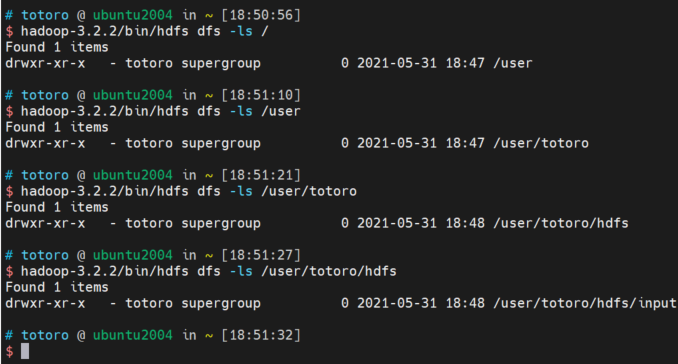 # totoro @ ubuntu2004 in ~ [18:50:56]
$ hadoop-3.2.2/bin/hdfs dfs -ls /
Found 1 items
drwxr-xr-x   - totoro supergroup          0 2021-05-31 18:47 /user
# totoro @ ubuntu2004 in ~ [18:51:10]
$ hadoop-3.2.2/bin/hdfs dfs -ls /user
Found 1 items
drwxr-xr-x   - totoro supergroup          0 2021-05-31 18:47 /user/totoro
# totoro @ ubuntu2004 in ~ [18:51:21]
$ hadoop-3.2.2/bin/hdfs dfs -ls /user/totoro
Found 1 items
drwxr-xr-x   - totoro supergroup          0 2021-05-31 18:48 /user/totoro/hdfs
# totoro @ ubuntu2004 in ~ [18:51:27]
$ hadoop-3.2.2/bin/hdfs dfs -ls /user/totoro/hdfs
Found 1 items
drwxr-xr-x   - totoro supergroup          0 2021-05-31 18:48 /user/totoro/hdfs/input
# totoro @ ubuntu2004 in ~ [18:51:32]
$